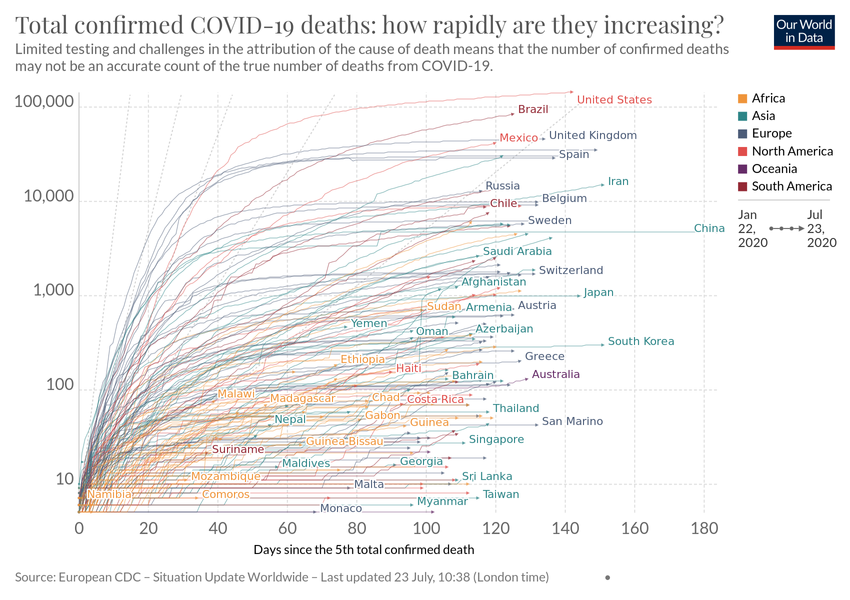 Total confirmed COVID-19 deaths: how rapidly are they increasing?
Our World
in Data
Limited testing and challenges in the attribution of the cause of death means that the number of confirmed deaths
may not be an accurate count of the true number of deaths from COVID-19.
100,000
10,000
1,000
100
10
United States
Brazil
United Kingdom
Mexico
Spain
Iran
Russia
Belgium
Chile
Sweden
China
Saudi Arabia
Switzerland
Afghanistan
Japan
Sudan
Armenia
Austria
Yemen
Oman
Azerbaijan
South Korea
Ethiopia
Greece
Haiti
Bahrain
Australia
Malawi
Madagascar
Chad
Costa Rica
Thailand
Gabon
Nepal
Guinea
San Marino
Guinea-Bissau
Singapore
Suriname
Maldives
Georgia
Mozambique
Sri Lanka
Malta
Namibia
Comoros
Taiwan
Myanmar
Monaco
0 20 40 60 80 100 120 140 160 180
Days since the 5th total confirmed death
Africa
Asia
Europe
North America
Oceania
South America
Jan
22,
2020
Jul
23,
2020
Source: European CDC – Situation Update Worldwide – Last updated 23 July, 10:38 (London time)